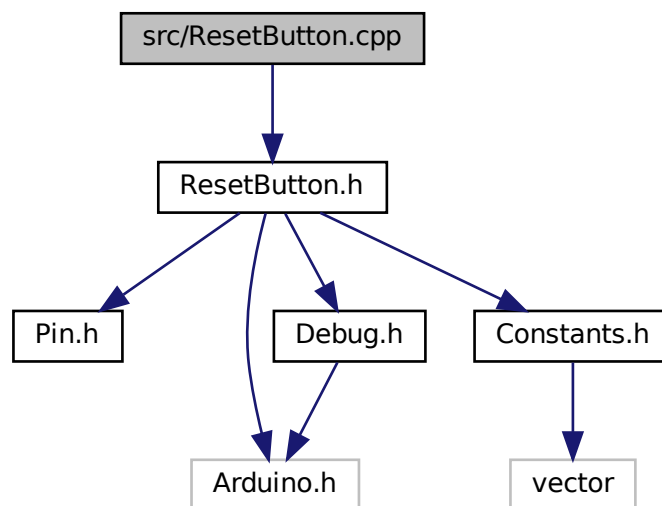 src/ResetButton.cpp
ResetButton.h
Pin.h
Debug.h
Constants.h
Arduino.h
vector